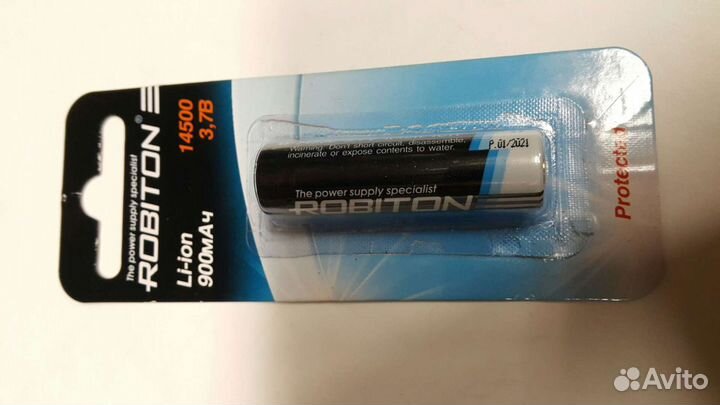 ROBITON®
The power supply specialist
14500
3,7В
Li-ion
900мАч
Warning: Don't short circuit, disassemble,
incinerate or expose contents to water.
P.01/2021
The power supply specialist
ROBITON
Avito